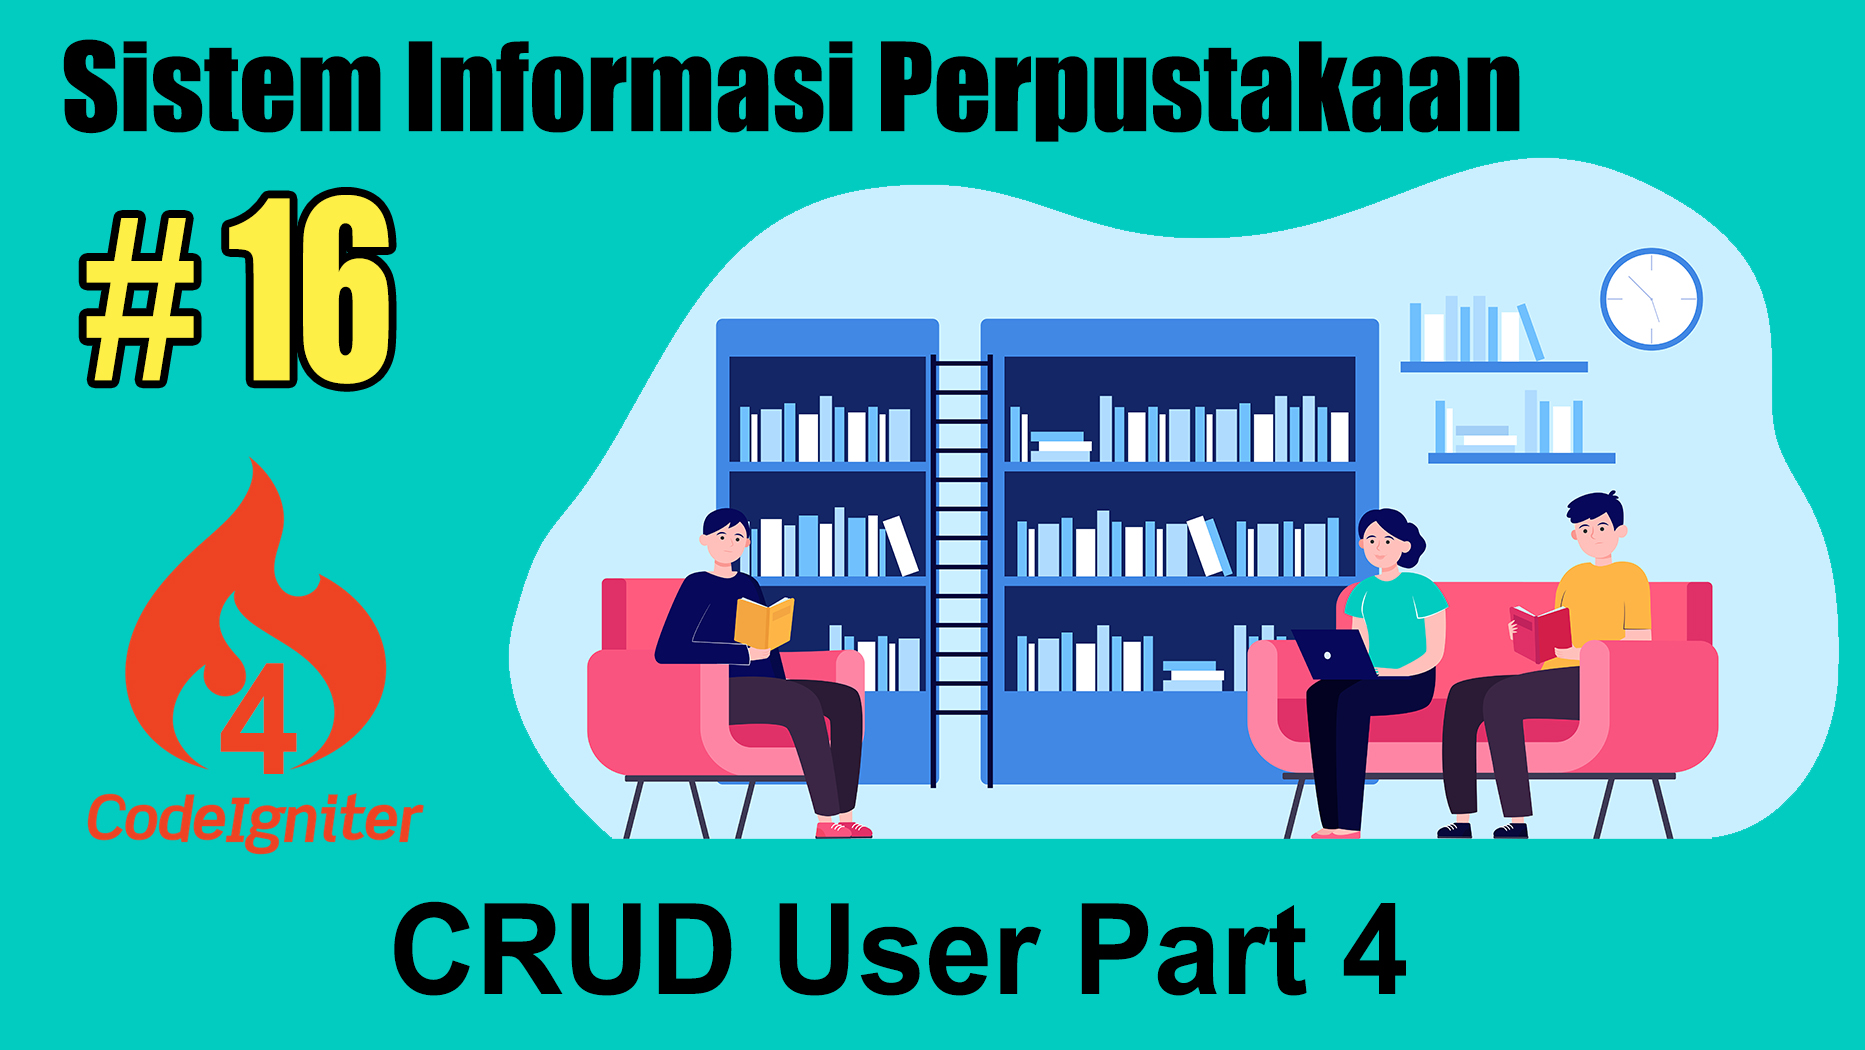 Sistem Informasi Perpustakaan
# 16
4
CodeIgniter
CRUD User Part 4